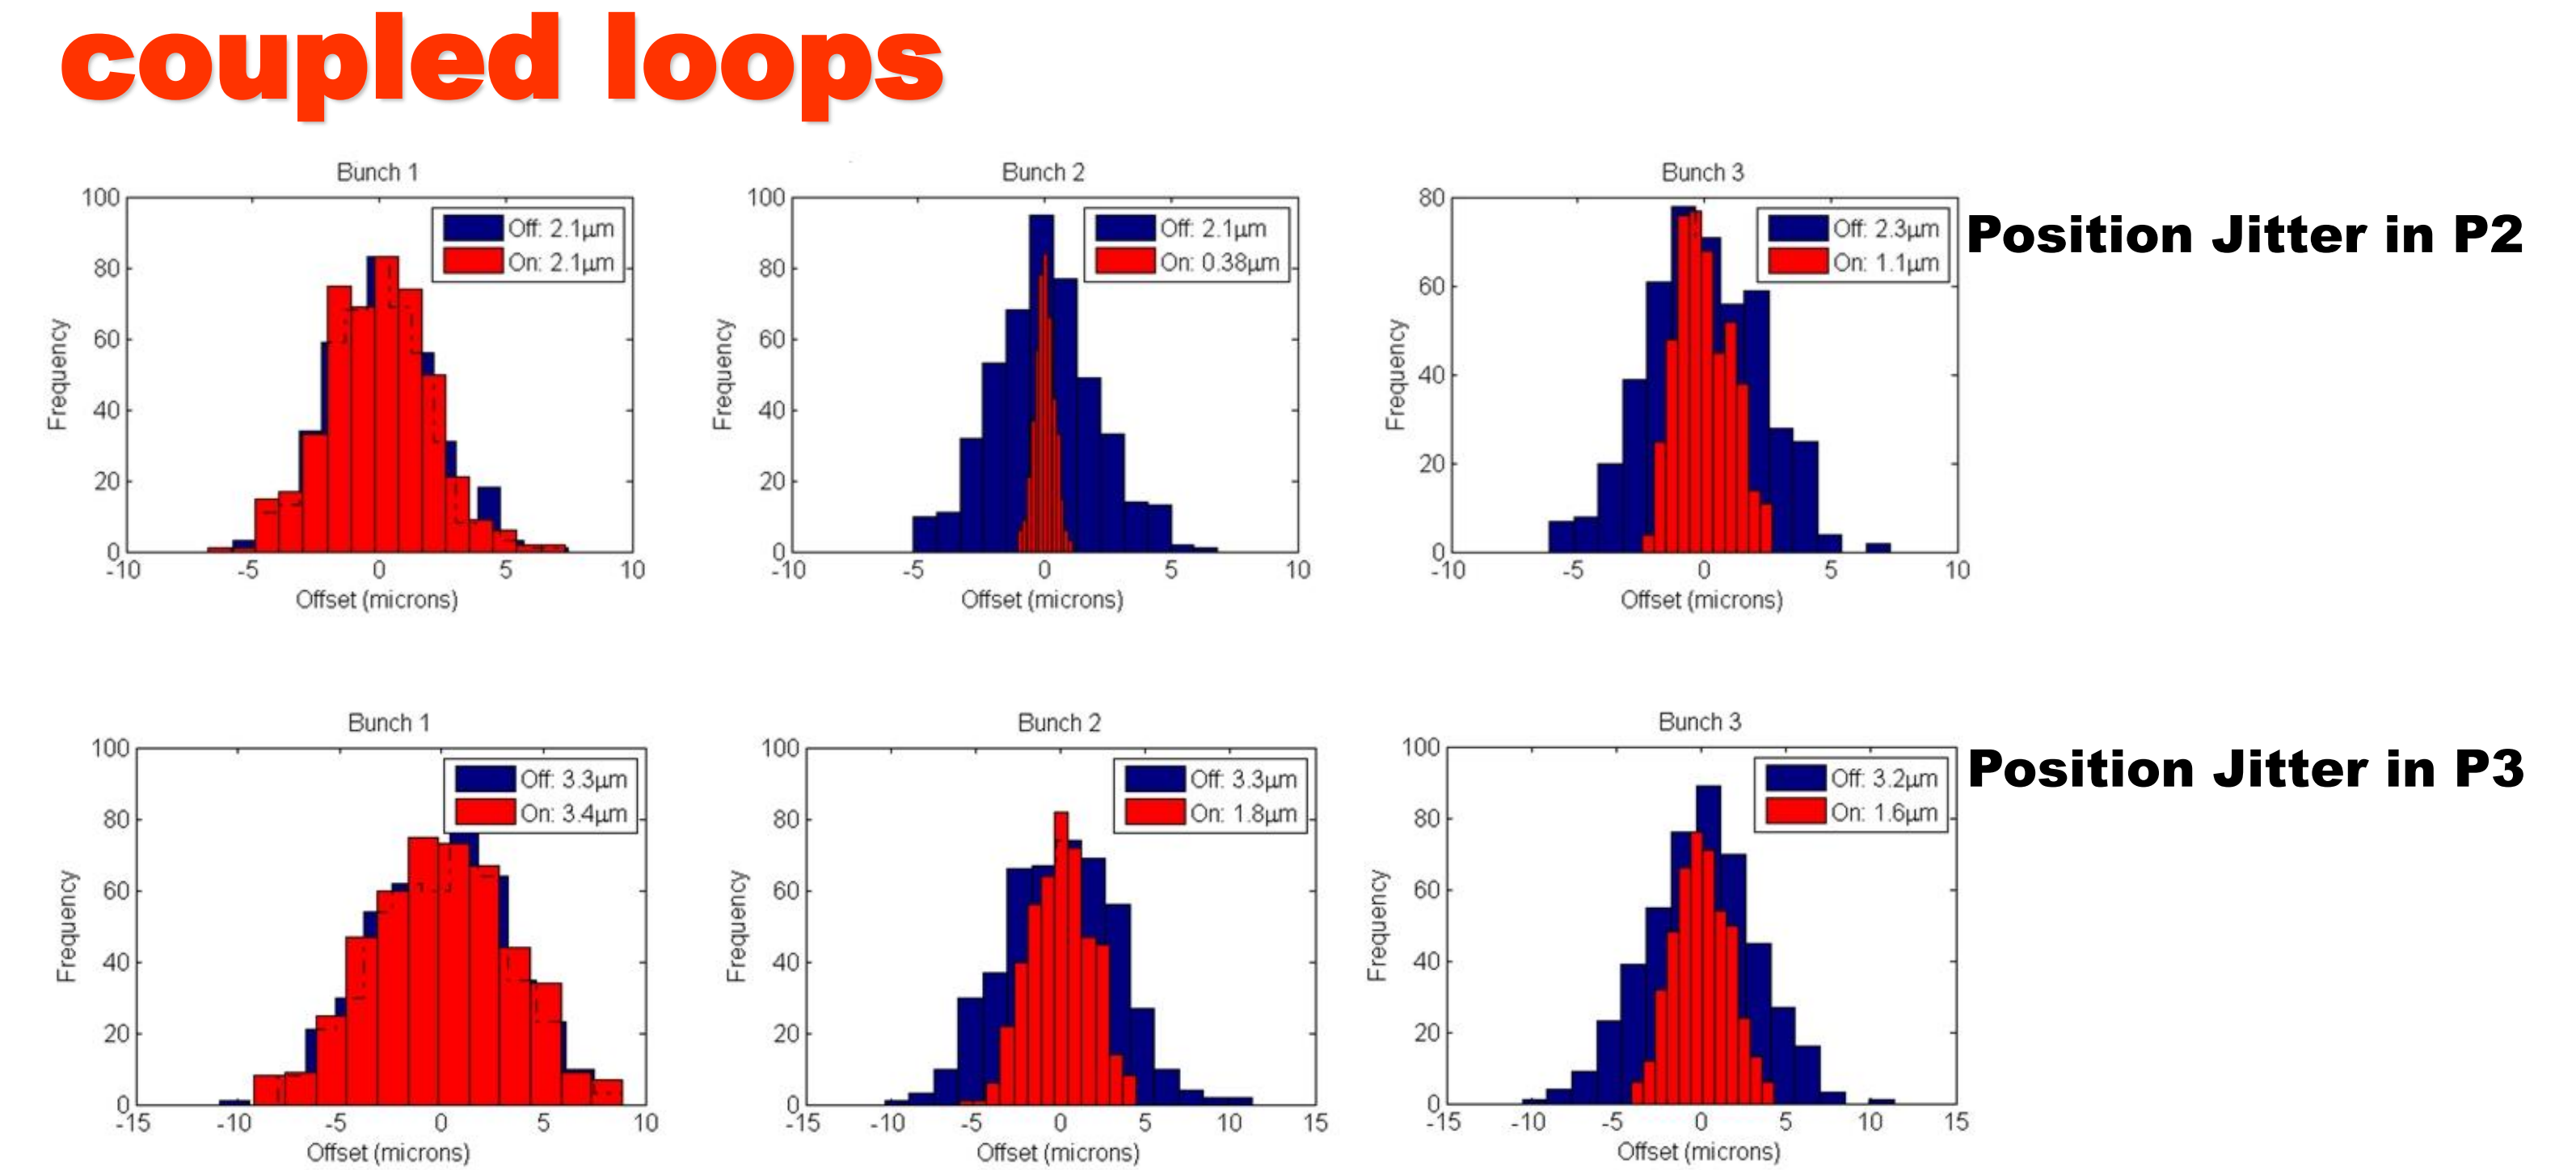 coupled loops
Bunch 1
100
80
60
40
20
0
Frequency
Off: 2.1μm
On: 2.1μm
-10 -5 0 5 10
Offset (microns)
Bunch 2
100
80
60
40
20
0
Frequency
Off: 2.1μm
On: 0.38μm
-10 -5 0 5 10
Offset (microns)
Bunch 3
80
60
40
20
0
Frequency
Off: 2.3μm
On: 1.1μm
-10 -5 0 5 10
Offset (microns)
Position Jitter in P2
Bunch 1
100
80
60
40
20
0
Frequency
Off: 3.3μm
On: 3.4μm
-15 -10 -5 0 5 10
Offset (microns)
Bunch 2
100
80
60
40
20
0
Frequency
Off: 3.3μm
On: 1.8μm
-15 -10 -5 0 5 10 15
Offset (microns)
Bunch 3
100
80
60
40
20
0
Frequency
Off: 3.2μm
On: 1.6μm
-15 -10 -5 0 5 10 15
Offset (microns)
Position Jitter in P3